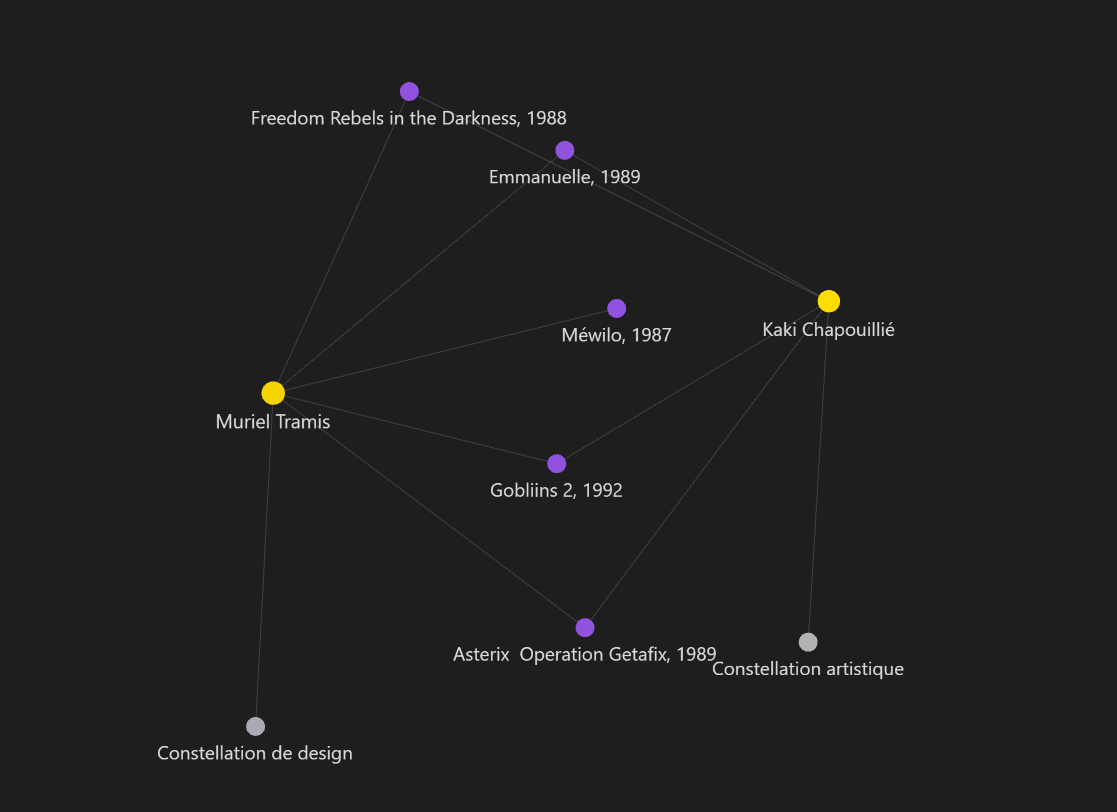 Freedom Rebels in the Darkness, 1988
Emmanuelle, 1989
Kaki Chapouillié
Méwilo, 1987
Muriel Tramis
Gobliins 2, 1992
Asterix  Operation Getafix, 1989
Constellation artistique
Constellation de design